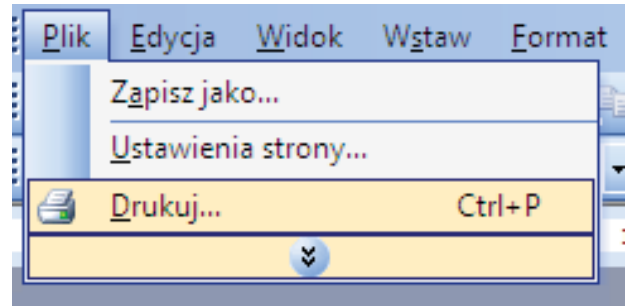 Plik Edycja Widok Wstaw Format
Zapisz jako...
Ustawienia strony...
Drukuj... Ctrl+P